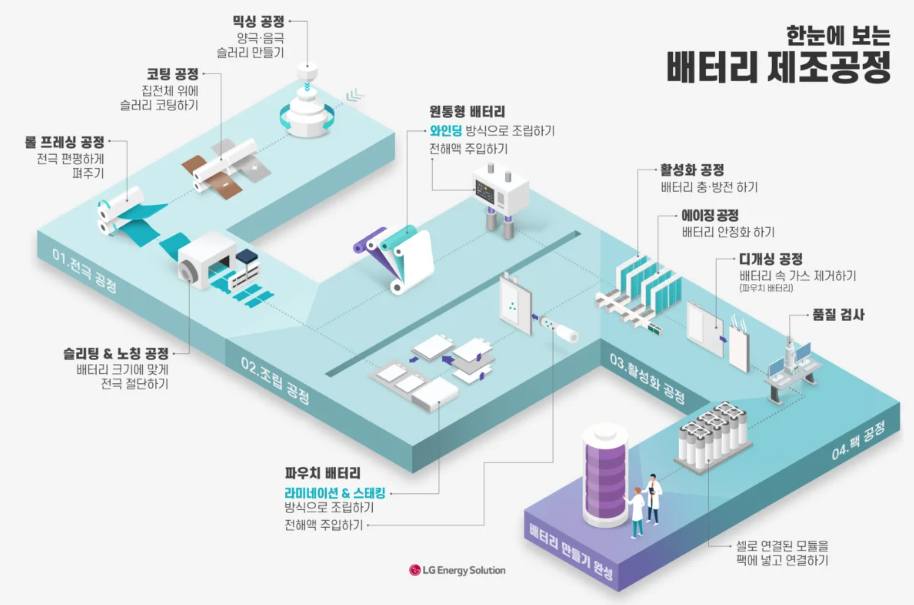 한눈에 보는
배터리 제조공정
믹싱 공정
양극·음극
슬러리 만들기
코팅 공정
집전체 위에
슬러리 코팅하기
롤 프레싱 공정
전극 편평하게
펴주기
01.전극 공정
슬리팅 & 노칭 공정
배터리 크기에 맞게
전극 절단하기
원통형 배터리
와인딩 방식으로 조립하기
전해액 주입하기
02.조립 공정
파우치 배터리
라미네이션 & 스태킹
방식으로 조립하기
전해액 주입하기
활성화 공정
배터리 충·방전 하기
에이징 공정
배터리 안정화 하기
디개싱 공정
배터리 속 가스 제거하기
(파우치 배터리)
품질 검사
03.활성화 공정
04.팩 공정
셀로 연결된 모듈을
팩에 넣고 연결하기
배터리 만들기 완성
LG Energy Solution